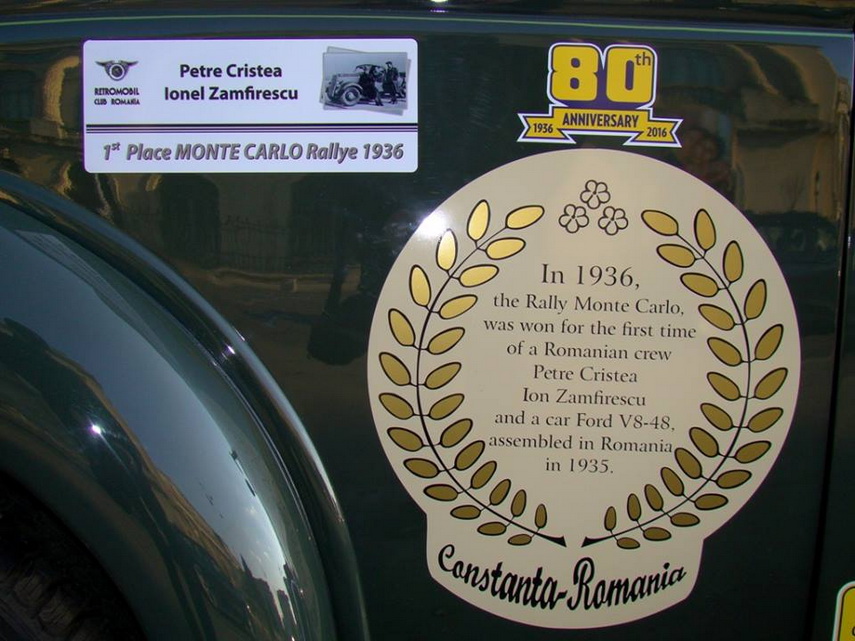 RETROMOBIL
CLUB ROMANIA
Petre Cristea
Ionel Zamfirescu
1st Place MONTE CARLO Rallye 1936
80th
1936 ANNIVERSARY 2016
In 1936,
the Rally Monte Carlo,
was won for the first time
of a Romanian crew
Petre Cristea
Ion Zamfirescu
and a car Ford V8-48,
assembled in Romania
in 1935.
Constanta-Romania